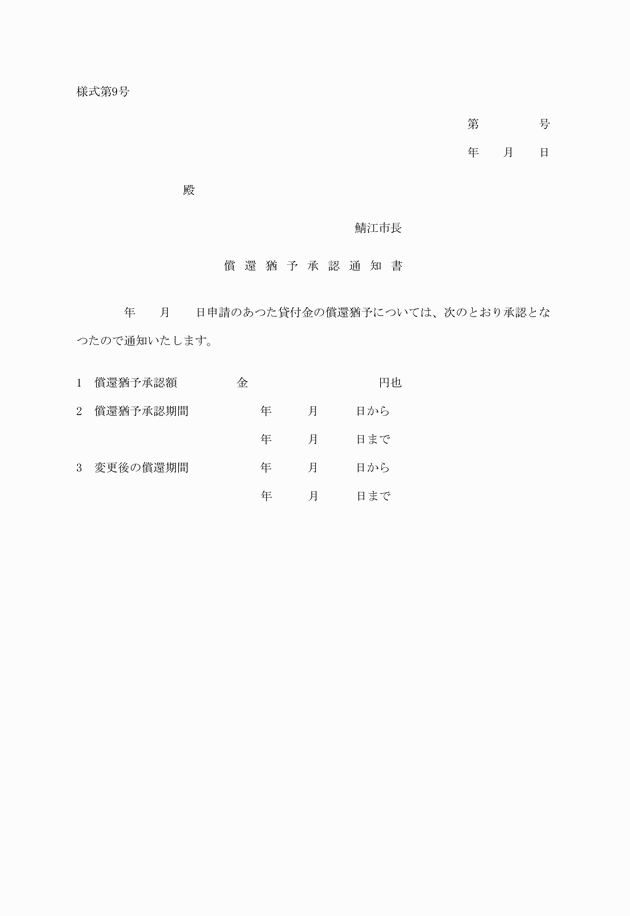 様式第9号
第　　　　　号
年　　月　　日
殿
鯖江市長
償還猶予承認通知書
年　　月　　日申請のあつた貸付金の償還猶予については、次のとおり承認とな
つたので通知いたします。
1　償還猶予承認額　　　　　金　　　　　　　　　　　円也
2　償還猶予承認期間　　　　　　年　　　月　　　日から
年　　　月　　　日まで
3　変更後の償還期間　　　　　　年　　　月　　　日から
年　　　月　　　日まで